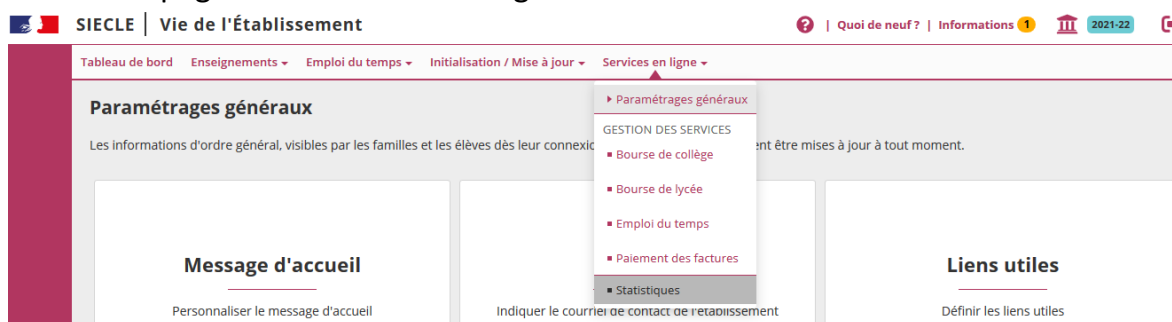 SIECLE | Vie de l'Établissement
| Quoi de neuf ? | Informations 1 2021-22
Tableau de bord Enseignements Emploi du temps Initialisation / Mise à jour Services en ligne
Paramétrages généraux
Les informations d'ordre général, visibles par les familles et les élèves dès leur ent être mises à jour à tout moment.
Paramétrages généraux
GESTION DES SERVICES
Bourse de collège
Bourse de lycée
Emploi du temps
Paiement des factures
Statistiques
Message d'accueil
Personnaliser le message d'accueil
Indiquer le courriel de contact de l'établissement
Liens utiles
Définir les liens utiles